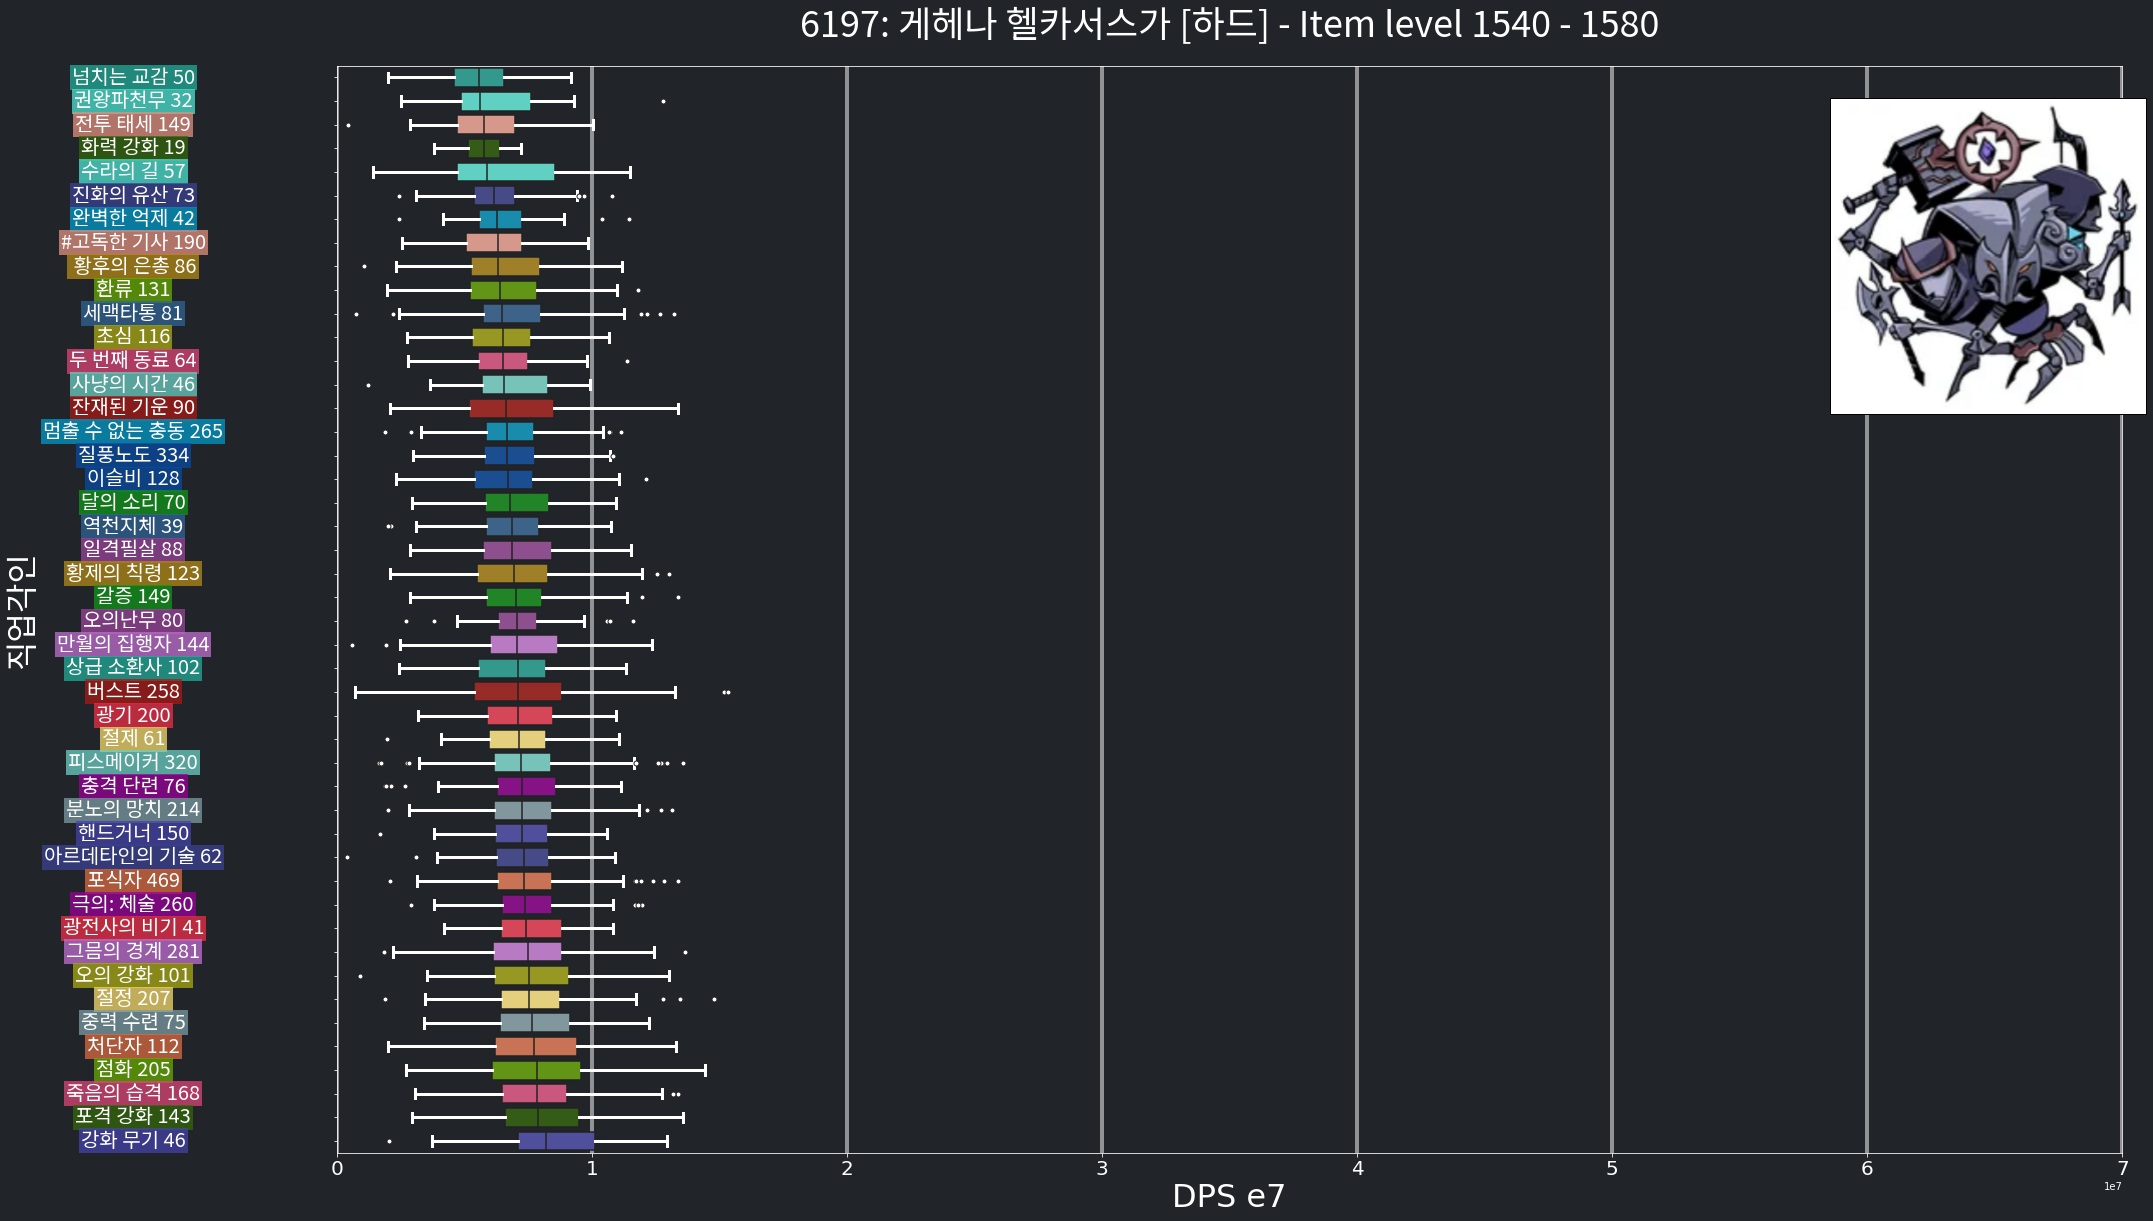 6197: 게헤나 헬카서스가 [하드] - Item level 1540 - 1580
넘치는 교감 50
권왕파천무 32
전투 태세 149
화력 강화 19
수라의 길 57
진화의 유산 73
완벽한 억제 42
#고독한 기사 190
황후의 은총 86
환류 131
세맥타통 81
초심 116
두 번째 동료 64
사냥의 시간 46
잔재된 기운 90
멈출 수 없는 충동 265
질풍노도 334
이슬비 128
달의 소리 70
역천지체 39
일격필살 88
황제의 칙령 123
갈증 149
오의난무 80
만월의 집행자 144
상급 소환사 102
버스트 258
광기 200
절제 61
피스메이커 320
충격 단련 76
분노의 망치 214
핸드거너 150
아르데타인의 기술 62
포식자 469
극의: 체술 260
광전사의 비기 41
그믐의 경계 281
오의 강화 101
절정 207
중력 수련 75
처단자 112
점화 205
죽음의 습격 168
포격 강화 143
강화 무기 46
직업각인
0 1 2 3 4 5 6 7
1e7
DPS e7